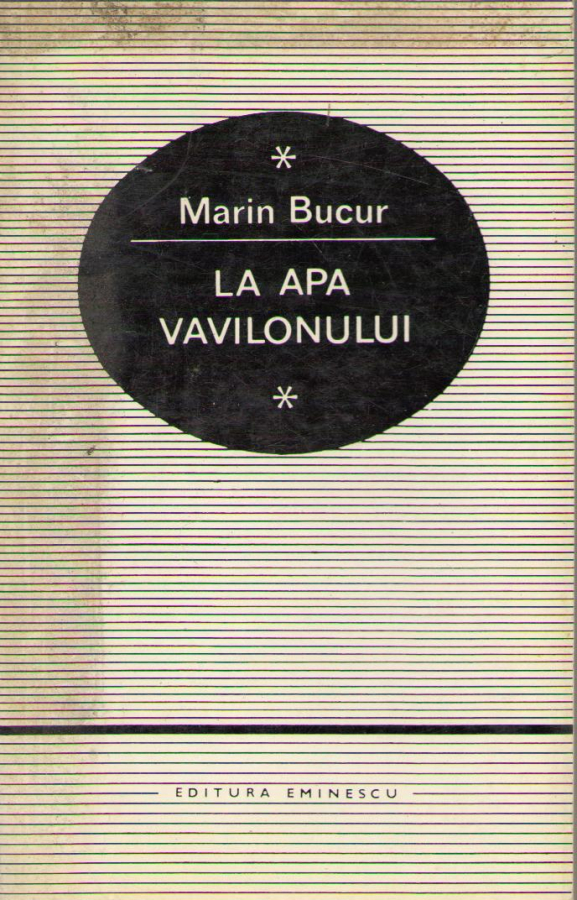 *
Marin Bucur
LA APA
VAVILONULUI
*
EDITURA EMINESCU